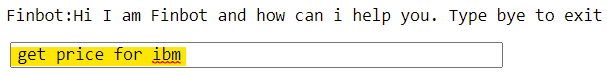 Finbot:Hi I am Finbot and how can i help you. Type bye to exit
get price for ibm